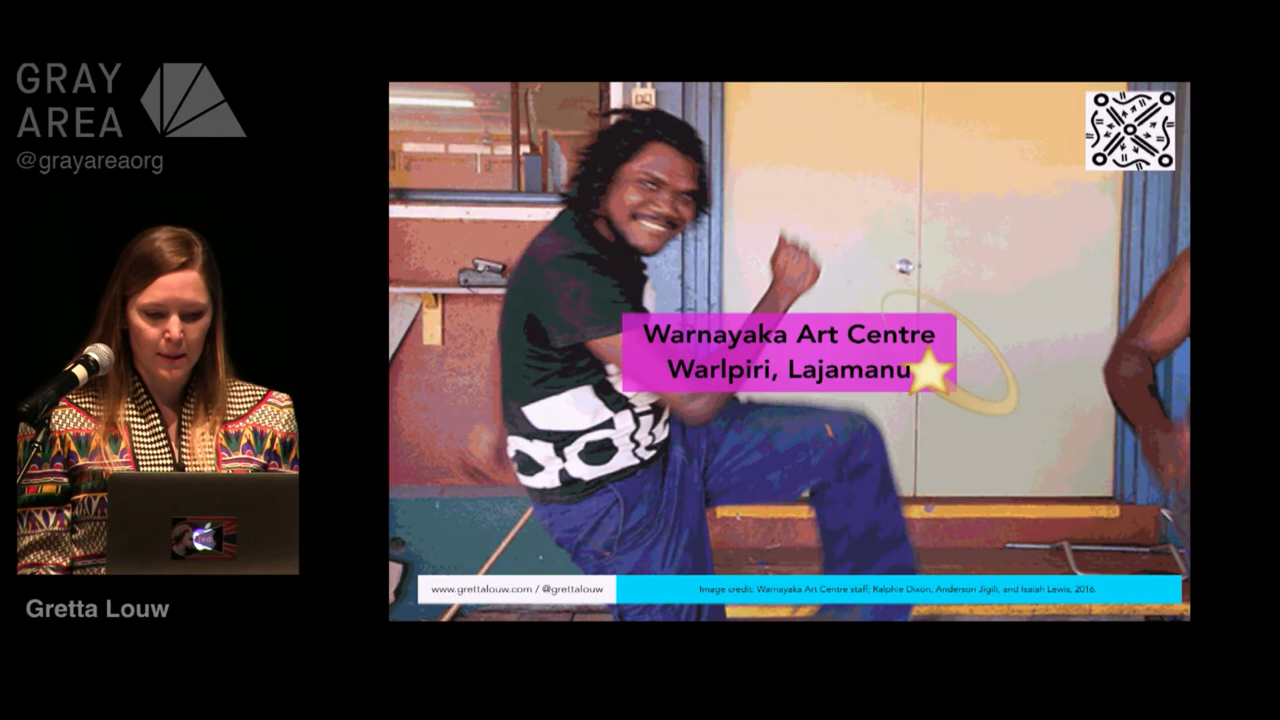 GRAY
AREA
@grayareaorg
Warnayaka Art Centre
Warlpiri, Lajamanu
adid
www.grettalouw.com / @grettalouw
Image credit: Warnayaka Art Centre staff, Ralphie Dixon, Anderson Jigili, and Isaiah Lewis, 2016.
Gretta Louw